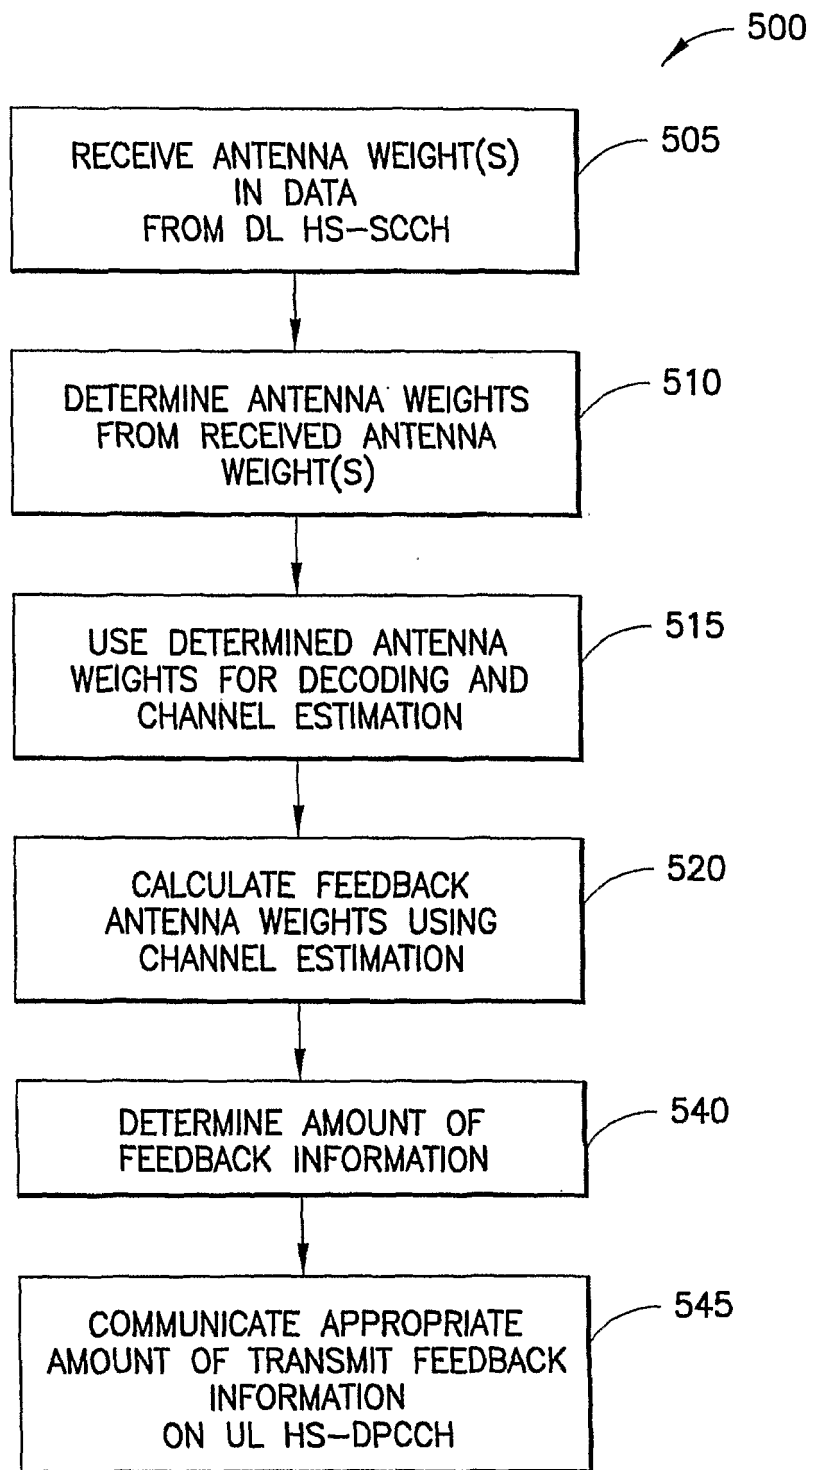 500
RECEIVE ANTENNA WEIGHT(S)
IN DATA
FROM DL HS-SCCH
505
DETERMINE ANTENNA WEIGHTS
FROM RECEIVED ANTENNA
WEIGHT(S)
510
USE DETERMINED ANTENNA
WEIGHTS FOR DECODING AND
CHANNEL ESTIMATION
515
CALCULATE FEEDBACK
ANTENNA WEIGHTS USING
CHANNEL ESTIMATION
520
DETERMINE AMOUNT OF
FEEDBACK INFORMATION
540
COMMUNICATE APPROPRIATE
AMOUNT OF TRANSMIT FEEDBACK
INFORMATION
ON UL HS-DPCCH
545